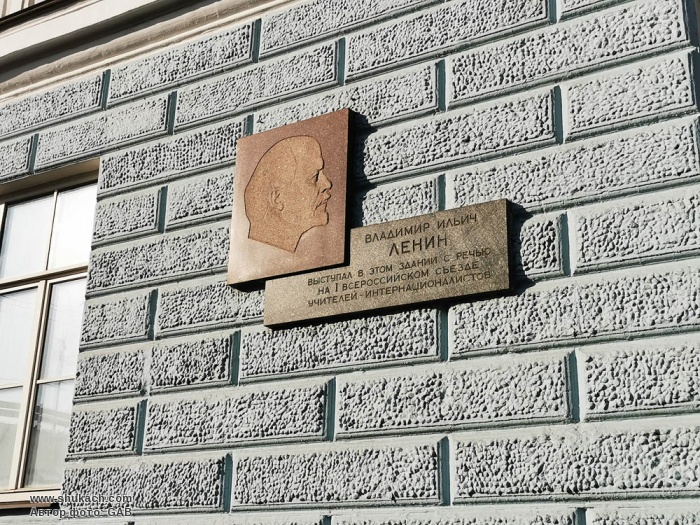 ВЛАДИМИР ИЛЬИЧ
ЛЕНИН
ВЫСТУПАЛ В ЭТОМ ЗДАНИИ С РЕЧЬЮ
НА I ВСЕРОССИЙСКОМ СЪЕЗДЕ
УЧИТЕЛЕЙ-ИНТЕРНАЦИОНАЛИСТОВ
www.shukach.com
Автор фото: GAB